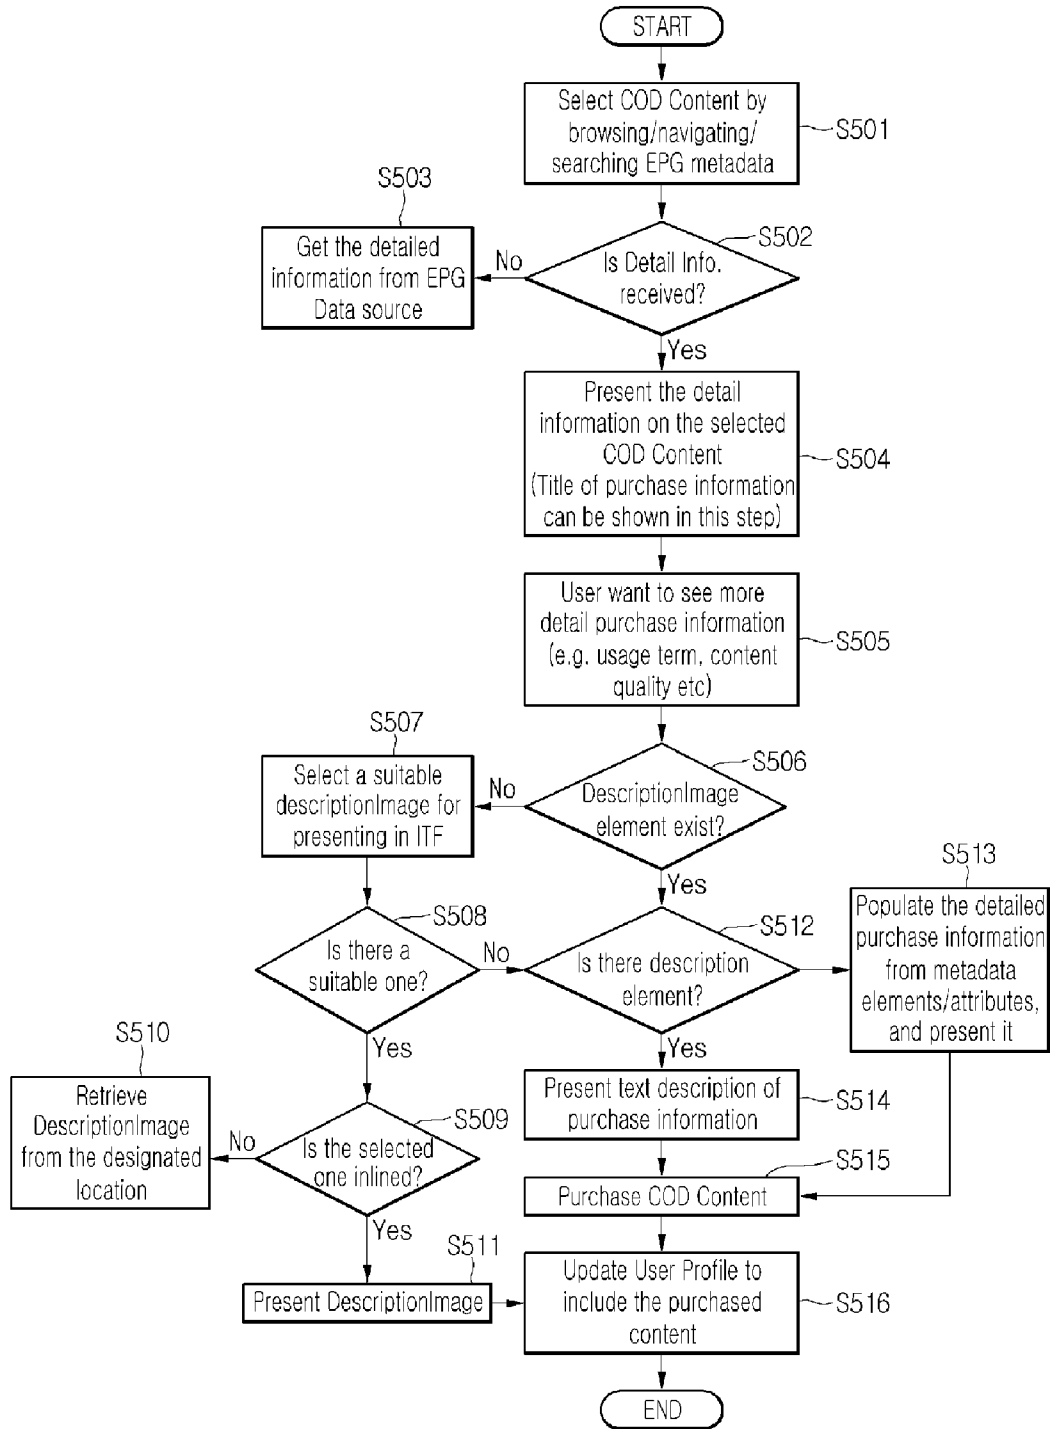 START
Select COD Content by
browsing/navigating/
searching EPG metadata
S501
S503
Get the detailed
information from EPG
Data source
No
S502
Is Detail Info.
received?
Yes
Present the detail
information on the selected
COD Content
(Title of purchase information
can be shown in this step)
S504
User want to see more
detail purchase information
(e.g. usage term, content
quality etc)
S505
S507
Select a suitable
descriptionImage for
presenting in ITF
No
S506
DescriptionImage
element exist?
Yes
S508
Is there a
suitable one?
No
S512
Is there description
element?
S513
Populate the detailed
purchase information
from metadata
elements/attributes,
and present it
Yes
Yes
S510
Retrieve
DescriptionImage
from the designated
location
No
S509
Is the selected
one inlined?
Present text description of
purchase information
S514
S515
Purchase COD Content
Yes
S511
Present DescriptionImage
Update User Profile to
include the purchased
content
S516
END